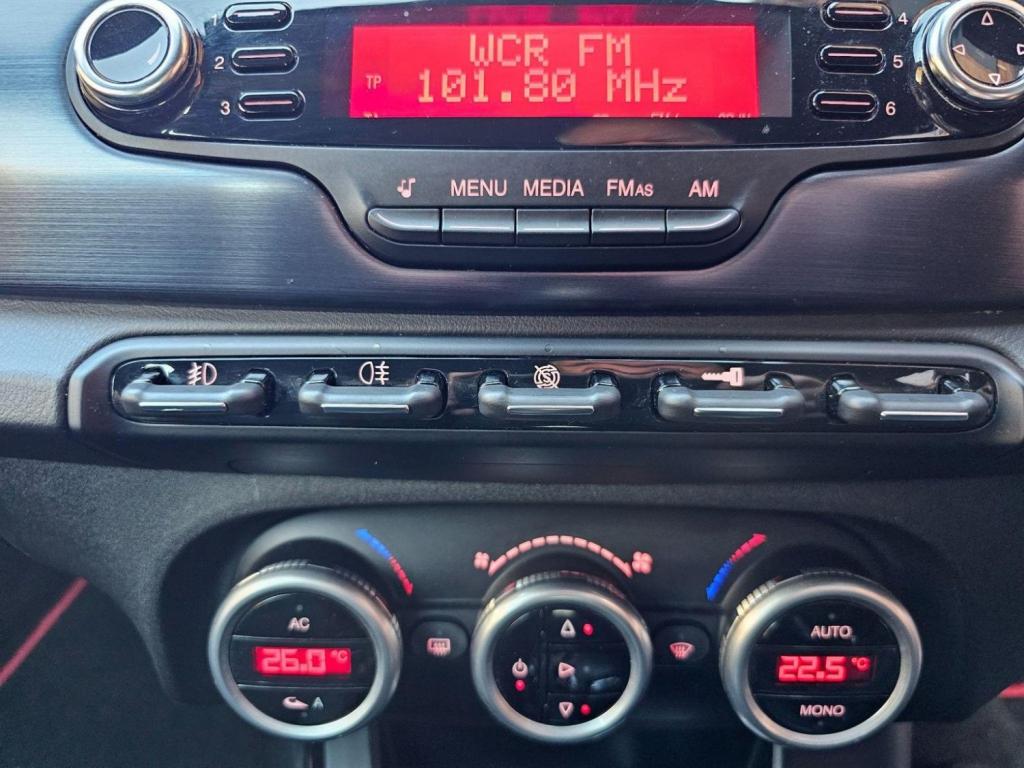 1
2
3
WCR FM
TP 101.80 MHz
4
5
6
MENU MEDIA FMAS AM
AC
26.0 °C
A
AUTO
22.5 °C
MONO